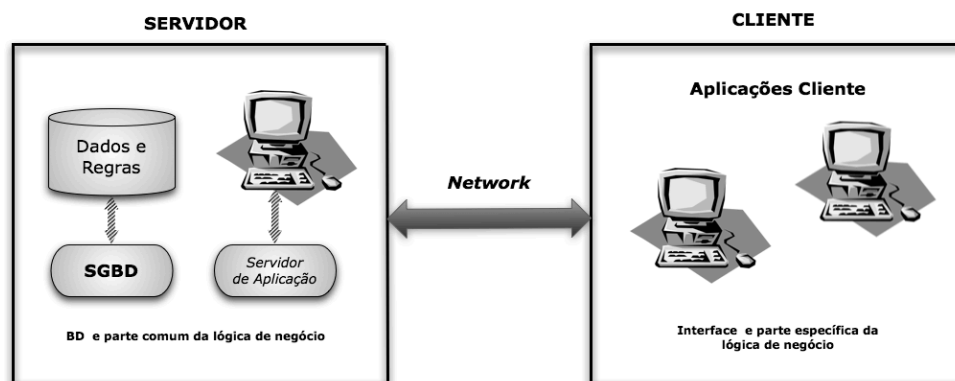 SERVIDOR
CLIENTE
Dados e
Regras
SGBD
Servidor
de Aplicação
BD e parte comum da lógica de negócio
Network
Aplicações Cliente
Interface e parte específica da
lógica de negócio